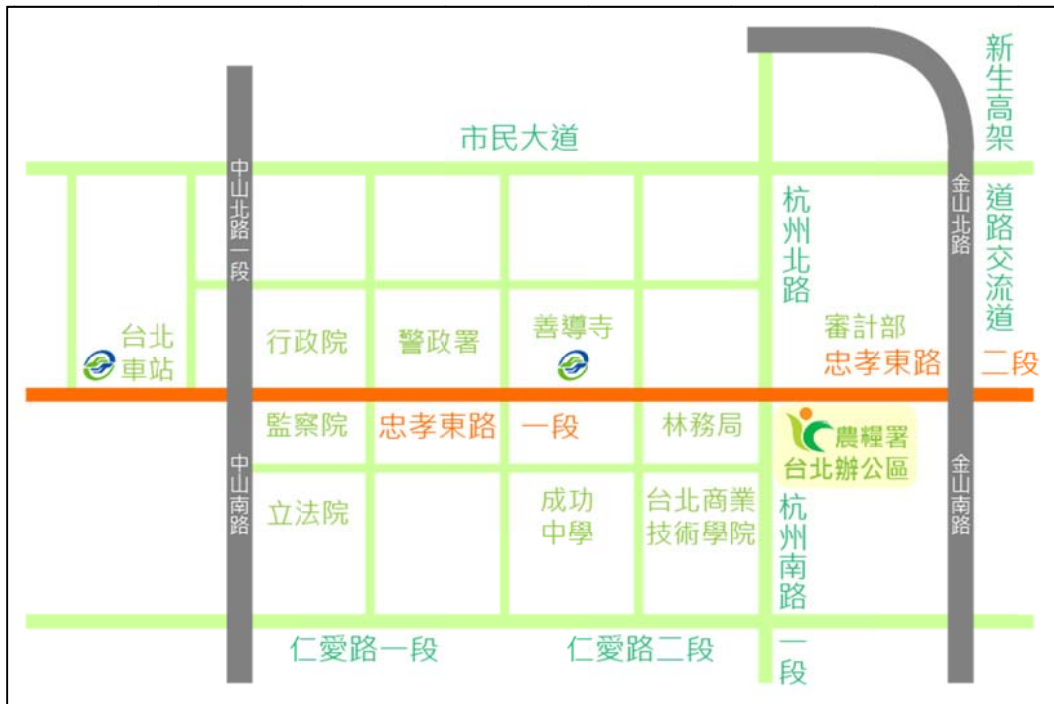 市民大道
新生高架
道路交流道
中山北路一段
金山北路
杭州北路
台北
車站
行政院
警政署
善導寺
審計部
忠孝東路
二段
監察院
忠孝東路
一段
林務局
農糧署
台北辦公區
中山南路
金山南路
立法院
成功
中學
台北商業
技術學院
杭州南路
一段
仁愛路一段
仁愛路二段